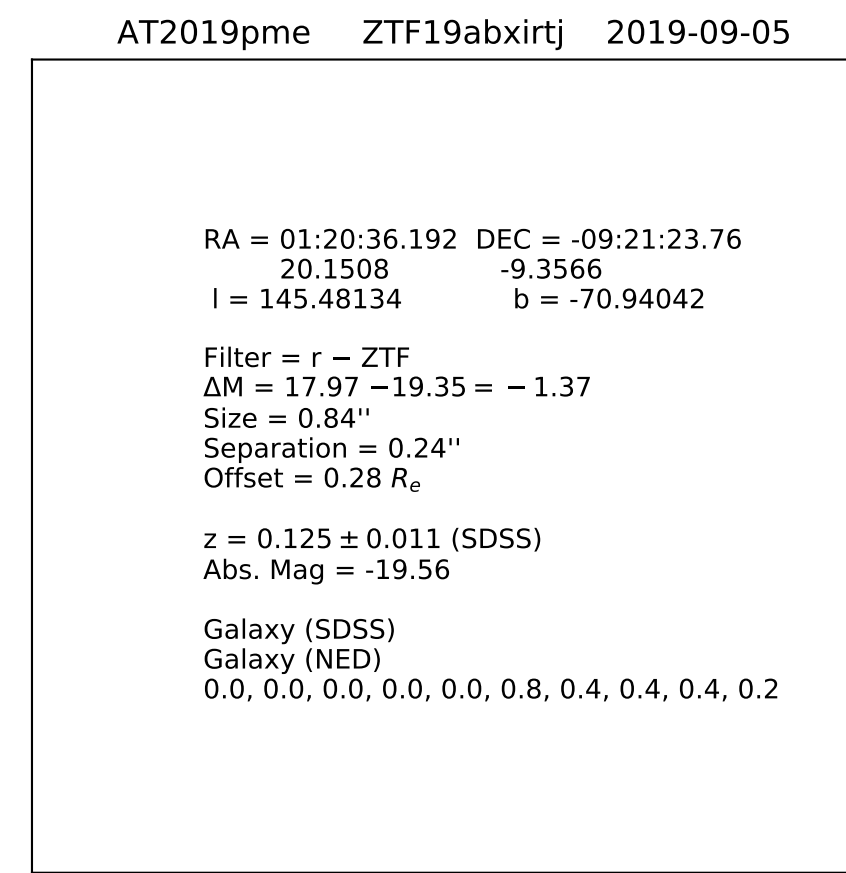 AT2019pme ZTF19abxirtj 2019-09-05
RA = 01:20:36.192 DEC = -09:21:23.76
20.1508 -9.3566
l = 145.48134 b = -70.94042
Filter = r − ZTF
ΔM = 17.97 −19.35 = − 1.37
Size = 0.84''
Separation = 0.24''
Offset = 0.28 Rₑ
z = 0.125 ± 0.011 (SDSS)
Abs. Mag = -19.56
Galaxy (SDSS)
Galaxy (NED)
0.0, 0.0, 0.0, 0.0, 0.0, 0.8, 0.4, 0.4, 0.4, 0.2